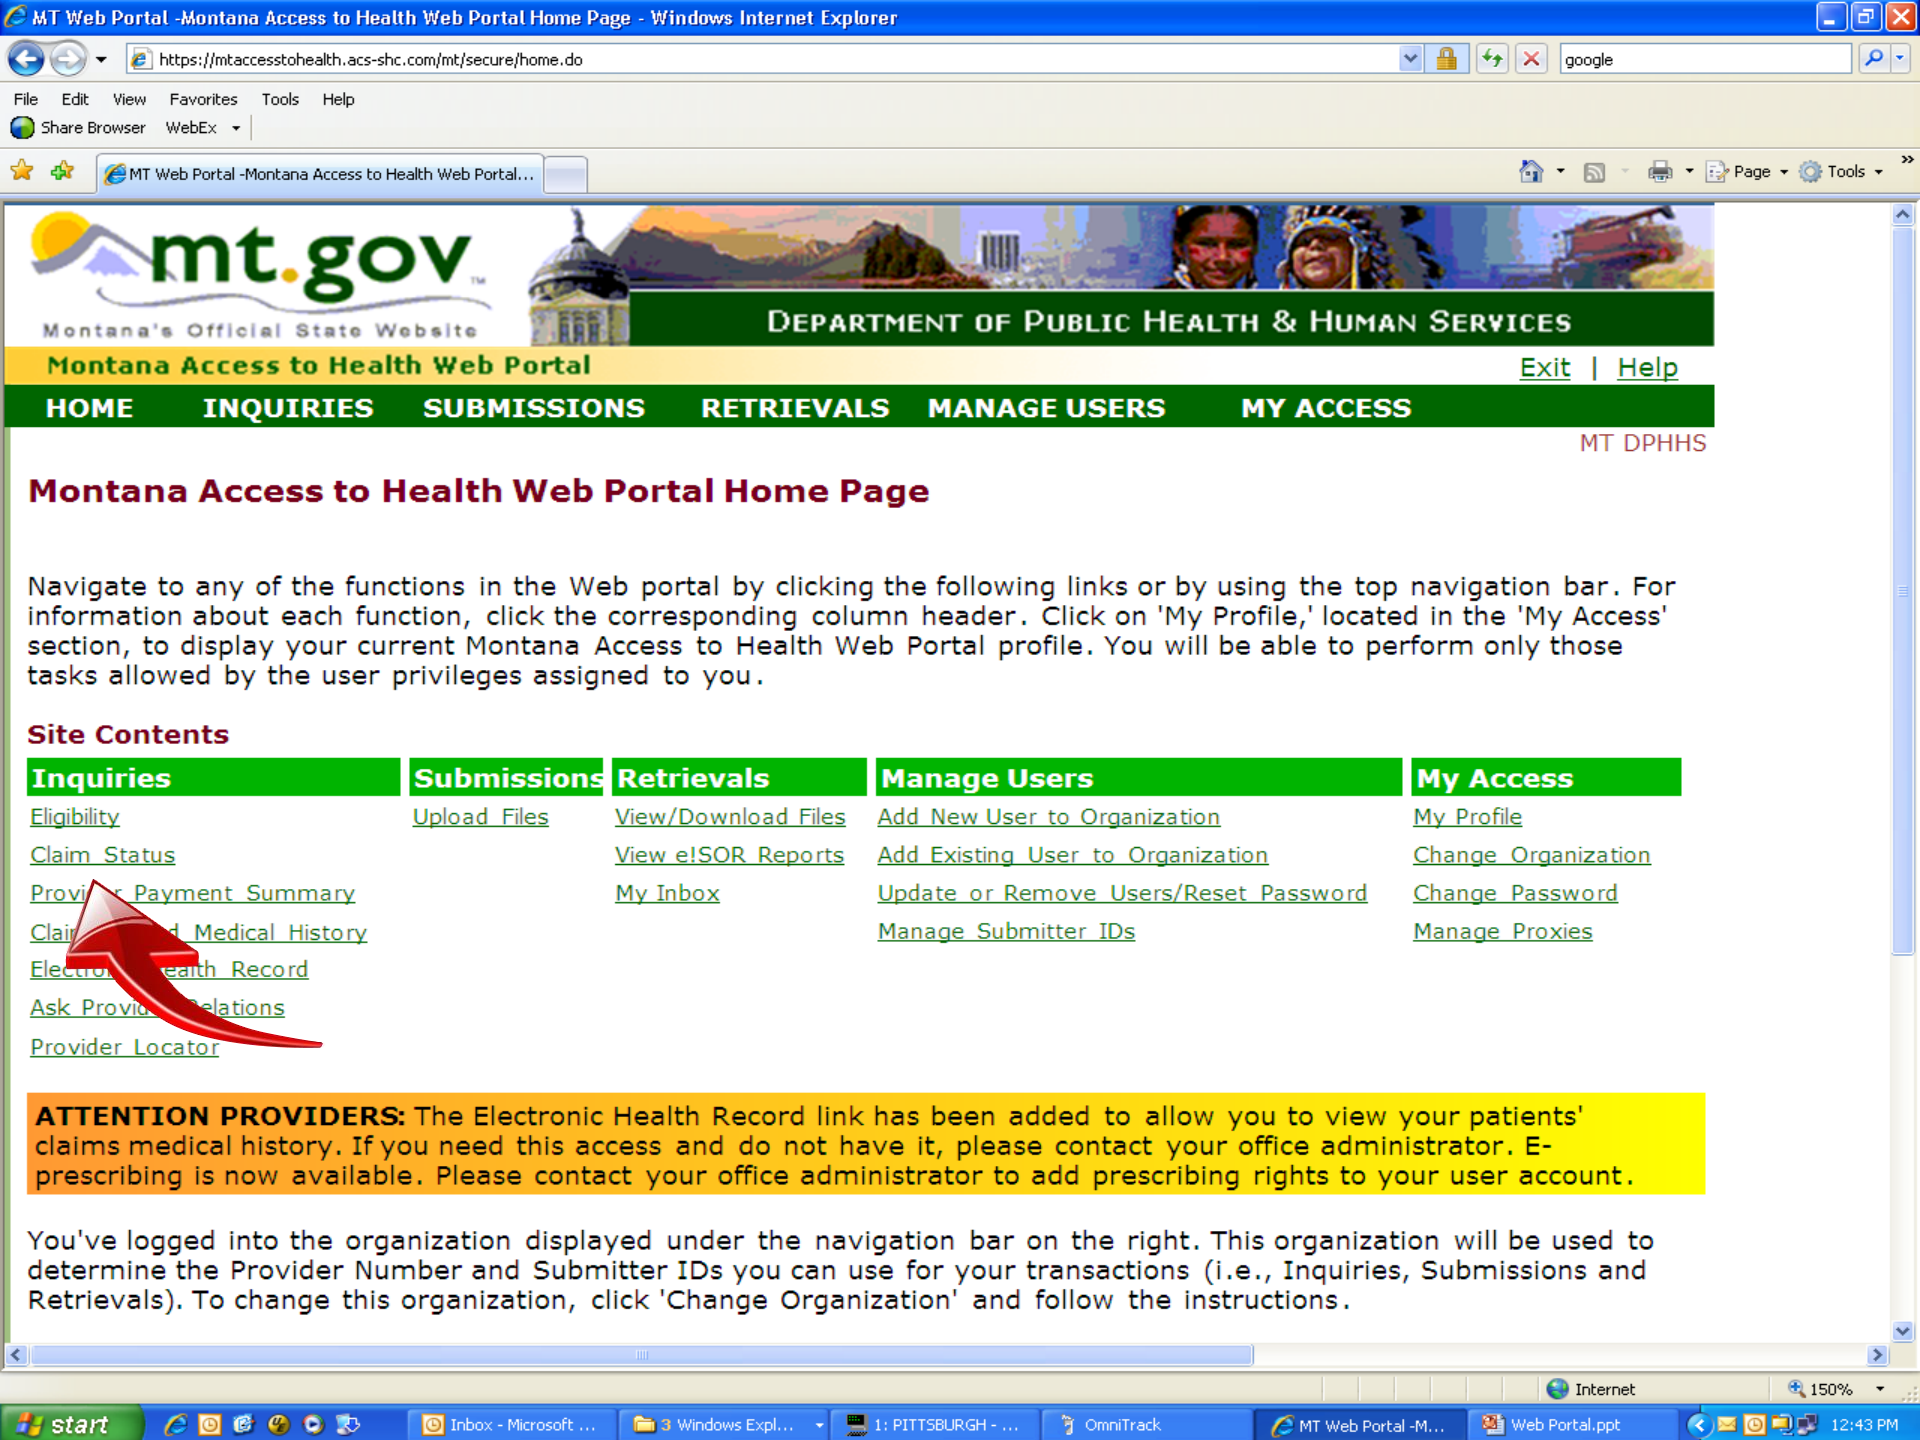 MT Web Portal -Montana Access to Health Web Portal Home Page - Windows Internet Explorer
https://mtaccesstohealth.acs-shc.com/mt/secure/home.do
google
File Edit View Favorites Tools Help
Share Browser WebEx
MT Web Portal -Montana Access to Health Web Portal...
Page Tools »
mt.gov™
Montana's Official State Website
DEPARTMENT OF PUBLIC HEALTH & HUMAN SERVICES
Montana Access to Health Web Portal
Exit | Help
HOME INQUIRIES SUBMISSIONS RETRIEVALS MANAGE USERS MY ACCESS
MT DPHHS
Montana Access to Health Web Portal Home Page
Navigate to any of the functions in the Web portal by clicking the following links or by using the top navigation bar. For
information about each function, click the corresponding column header. Click on 'My Profile,' located in the 'My Access'
section, to display your current Montana Access to Health Web Portal profile. You will be able to perform only those
tasks allowed by the user privileges assigned to you.
Site Contents
Inquiries Submissions Retrievals Manage Users My Access
Eligibility Upload Files View/Download Files Add New User to Organization My Profile
Claim Status View e!SOR Reports Add Existing User to Organization Change Organization
Payment Summary My Inbox Update or Remove Users/Reset Password Change Password
Medical History Manage Submitter IDs Manage Proxies
Record
Ask
Provider Locator
ATTENTION PROVIDERS: The Electronic Health Record link has been added to allow you to view your patients'
claims medical history. If you need this access and do not have it, please contact your office administrator. E-
prescribing is now available. Please contact your office administrator to add prescribing rights to your user account.
You've logged into the organization displayed under the navigation bar on the right. This organization will be used to
determine the Provider Number and Submitter IDs you can use for your transactions (i.e., Inquiries, Submissions and
Retrievals). To change this organization, click 'Change Organization' and follow the instructions.
Internet 150%
start Inbox - Microsoft ... 3 Windows Expl... 1: PITTSBURGH - ... OmniTrack MT Web Portal -M... Web Portal.ppt 12:43 PM